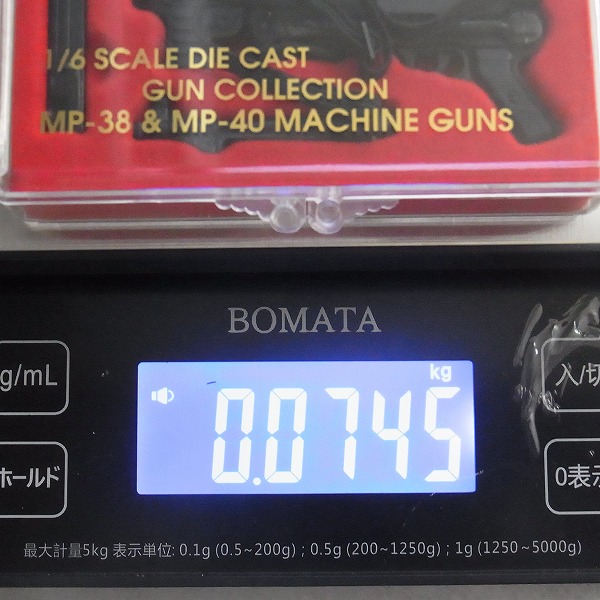 1/6 SCALE DIE CAST
GUN COLLECTION
MP-38 & MP-40 MACHINE GUNS
BOMATA
g/mL
kg
入/切
0.0745
ホールド
0表示
最大計量5kg 表示単位: 0.1g (0.5~200g) ; 0.5g (200~1250g) ; 1g (1250~5000g)